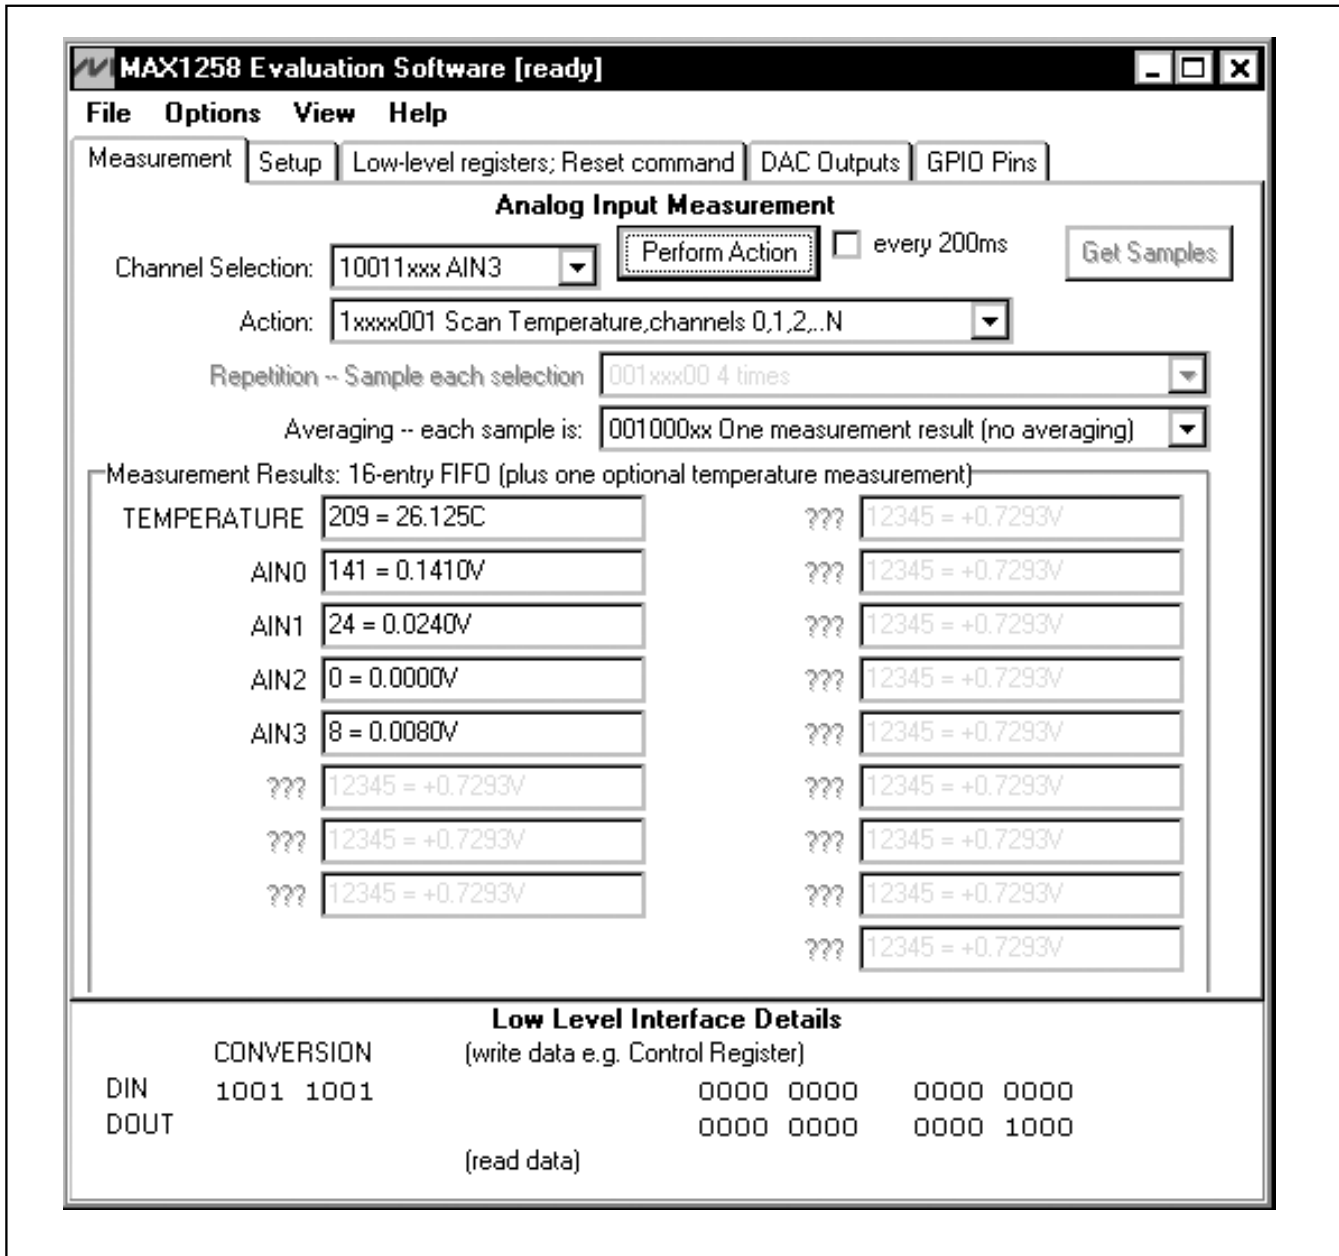 MAX1258 Evaluation Software [ready]
File Options View Help
Measurement Setup Low-level registers; Reset command DAC Outputs GPIO Pins
Analog Input Measurement
Channel Selection: 10011xxx AIN3 Perform Action every 200ms Get Samples
Action: 1xxxx001 Scan Temperature,channels 0,1,2,..N
Repetition -- Sample each selection 001xxx00 4 times
Averaging -- each sample is: 001000xx One measurement result (no averaging)
Measurement Results: 16-entry FIFO (plus one optional temperature measurement)
TEMPERATURE 209 = 26.125C ??? 12345 = +0.7293V
AIN0 141 = 0.1410V ??? 12345 = +0.7293V
AIN1 24 = 0.0240V ??? 12345 = +0.7293V
AIN2 0 = 0.0000V ??? 12345 = +0.7293V
AIN3 8 = 0.0080V ??? 12345 = +0.7293V
??? 12345 = +0.7293V ??? 12345 = +0.7293V
??? 12345 = +0.7293V ??? 12345 = +0.7293V
??? 12345 = +0.7293V ??? 12345 = +0.7293V
??? 12345 = +0.7293V
Low Level Interface Details
CONVERSION (write data e.g. Control Register)
DIN 1001 1001 0000 0000 0000 0000
DOUT 0000 0000 0000 1000
(read data)